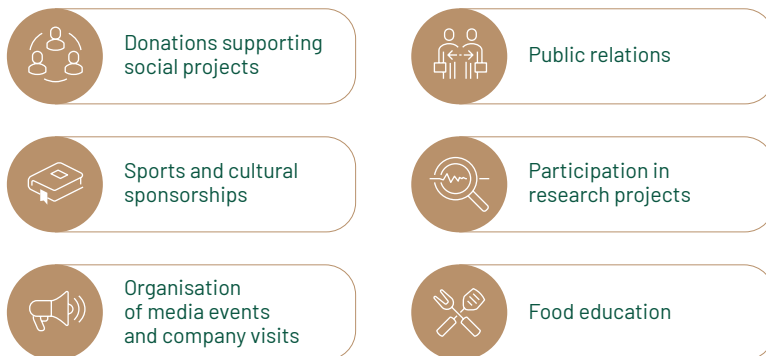 Donations supporting
social projects
Public relations
Sports and cultural
sponsorships
Participation in
research projects
Organisation
of media events
and company visits
Food education